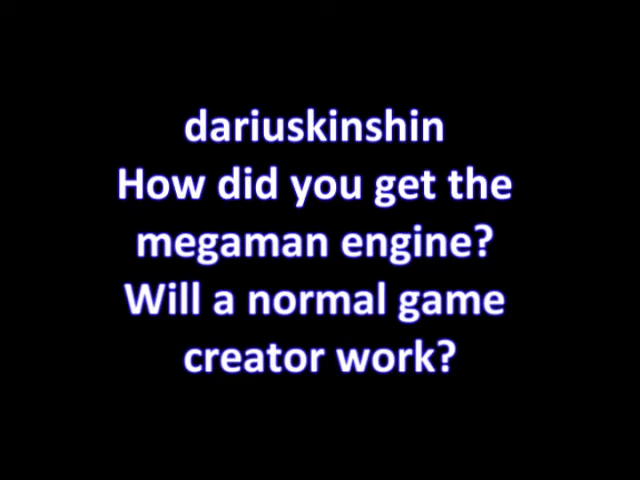 dariuskinshin
How did you get the
megaman engine?
Will a normal game
creator work?